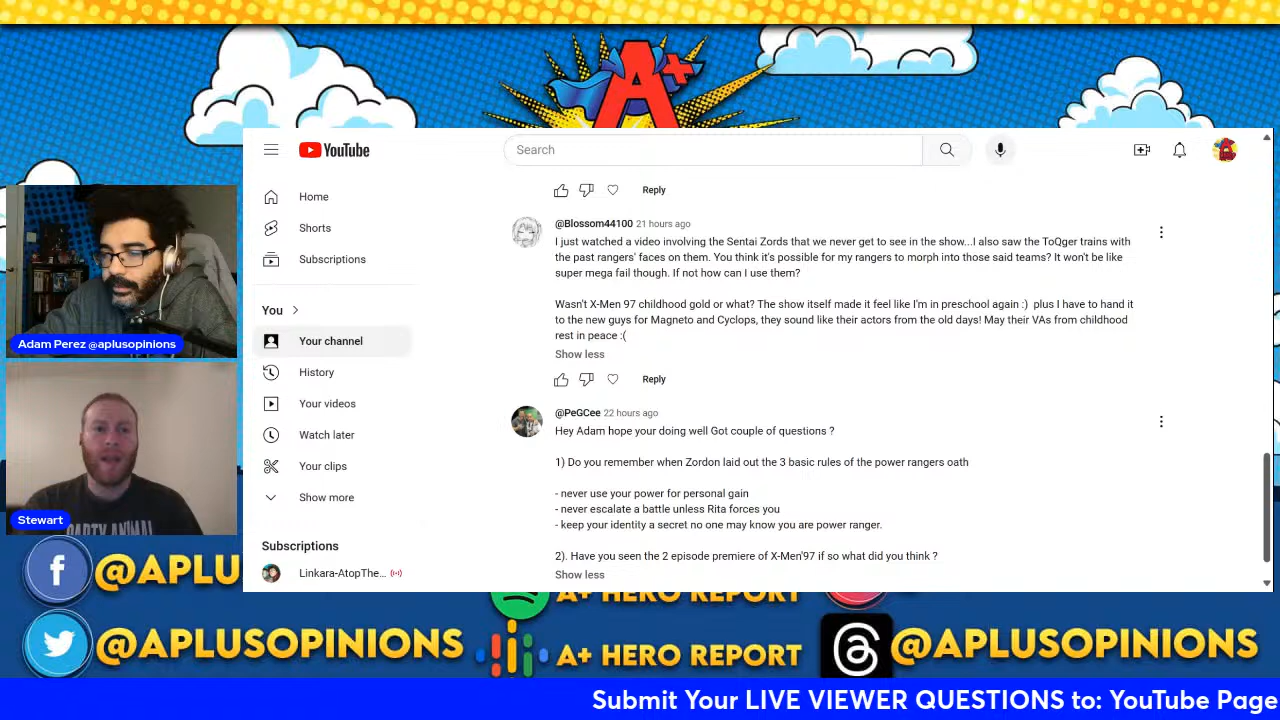 A+
YouTube
Search
Home
Shorts
Subscriptions
You
Your channel
History
Your videos
Watch later
Your clips
Show more
Subscriptions
Linkara-AtopThe...
Reply
@Blossom44100 21 hours ago
I just watched a video involving the Sentai Zords that we never get to see in the show...I also saw the ToQger trains with
the past rangers' faces on them. You think it's possible for my rangers to morph into those said teams? It won't be like
super mega fail though. If not how can I use them?
Wasn't X-Men 97 childhood gold or what? The show itself made it feel like I'm in preschool again :)  plus I have to hand it
to the new guys for Magneto and Cyclops, they sound like their actors from the old days! May their VAs from childhood
rest in peace :(
Show less
Reply
@PeGCee 22 hours ago
Hey Adam hope your doing well Got couple of questions ?
1) Do you remember when Zordon laid out the 3 basic rules of the power rangers oath
- never use your power for personal gain
- never escalate a battle unless Rita forces you
- keep your identity a secret no one may know you are power ranger.
2). Have you seen the 2 episode premiere of X-Men'97 if so what did you think ?
Show less
Adam Perez @aplusopinions
PARTY ANIMAL
Stewart
f @APLU
A+ HERO REPORT
@APLUSOPINIONS
A+ HERO REPORT
@APLUSOPINIONS
Submit Your LIVE VIEWER QUESTIONS to: YouTube Page